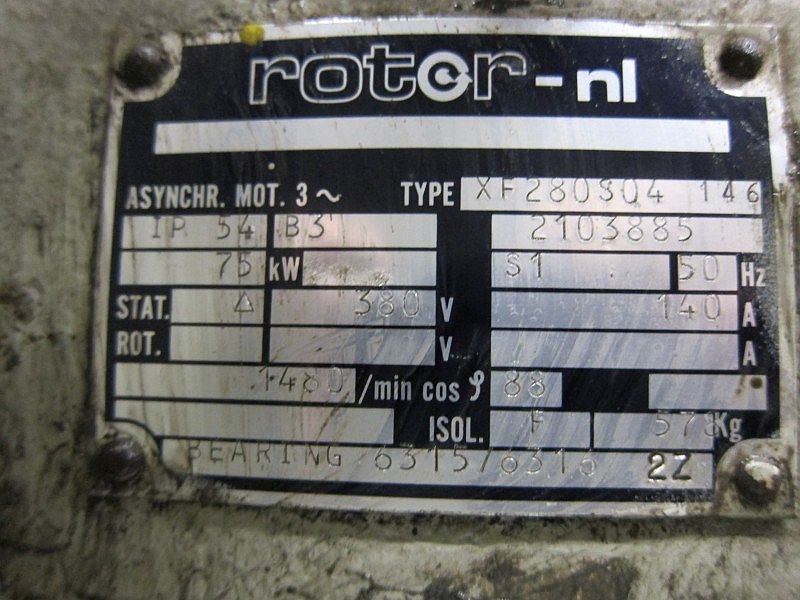 rotor-nl
ASYNCHR. MOT. 3~ TYPE XF280S04 146
IP 54 B3 2103885
75 kW S1 50 Hz
STAT. Δ 380 V 140 A
ROT. V A
1480 /min cos φ 88
ISOL. F 578 Kg
BEARING 6315/6316 2Z